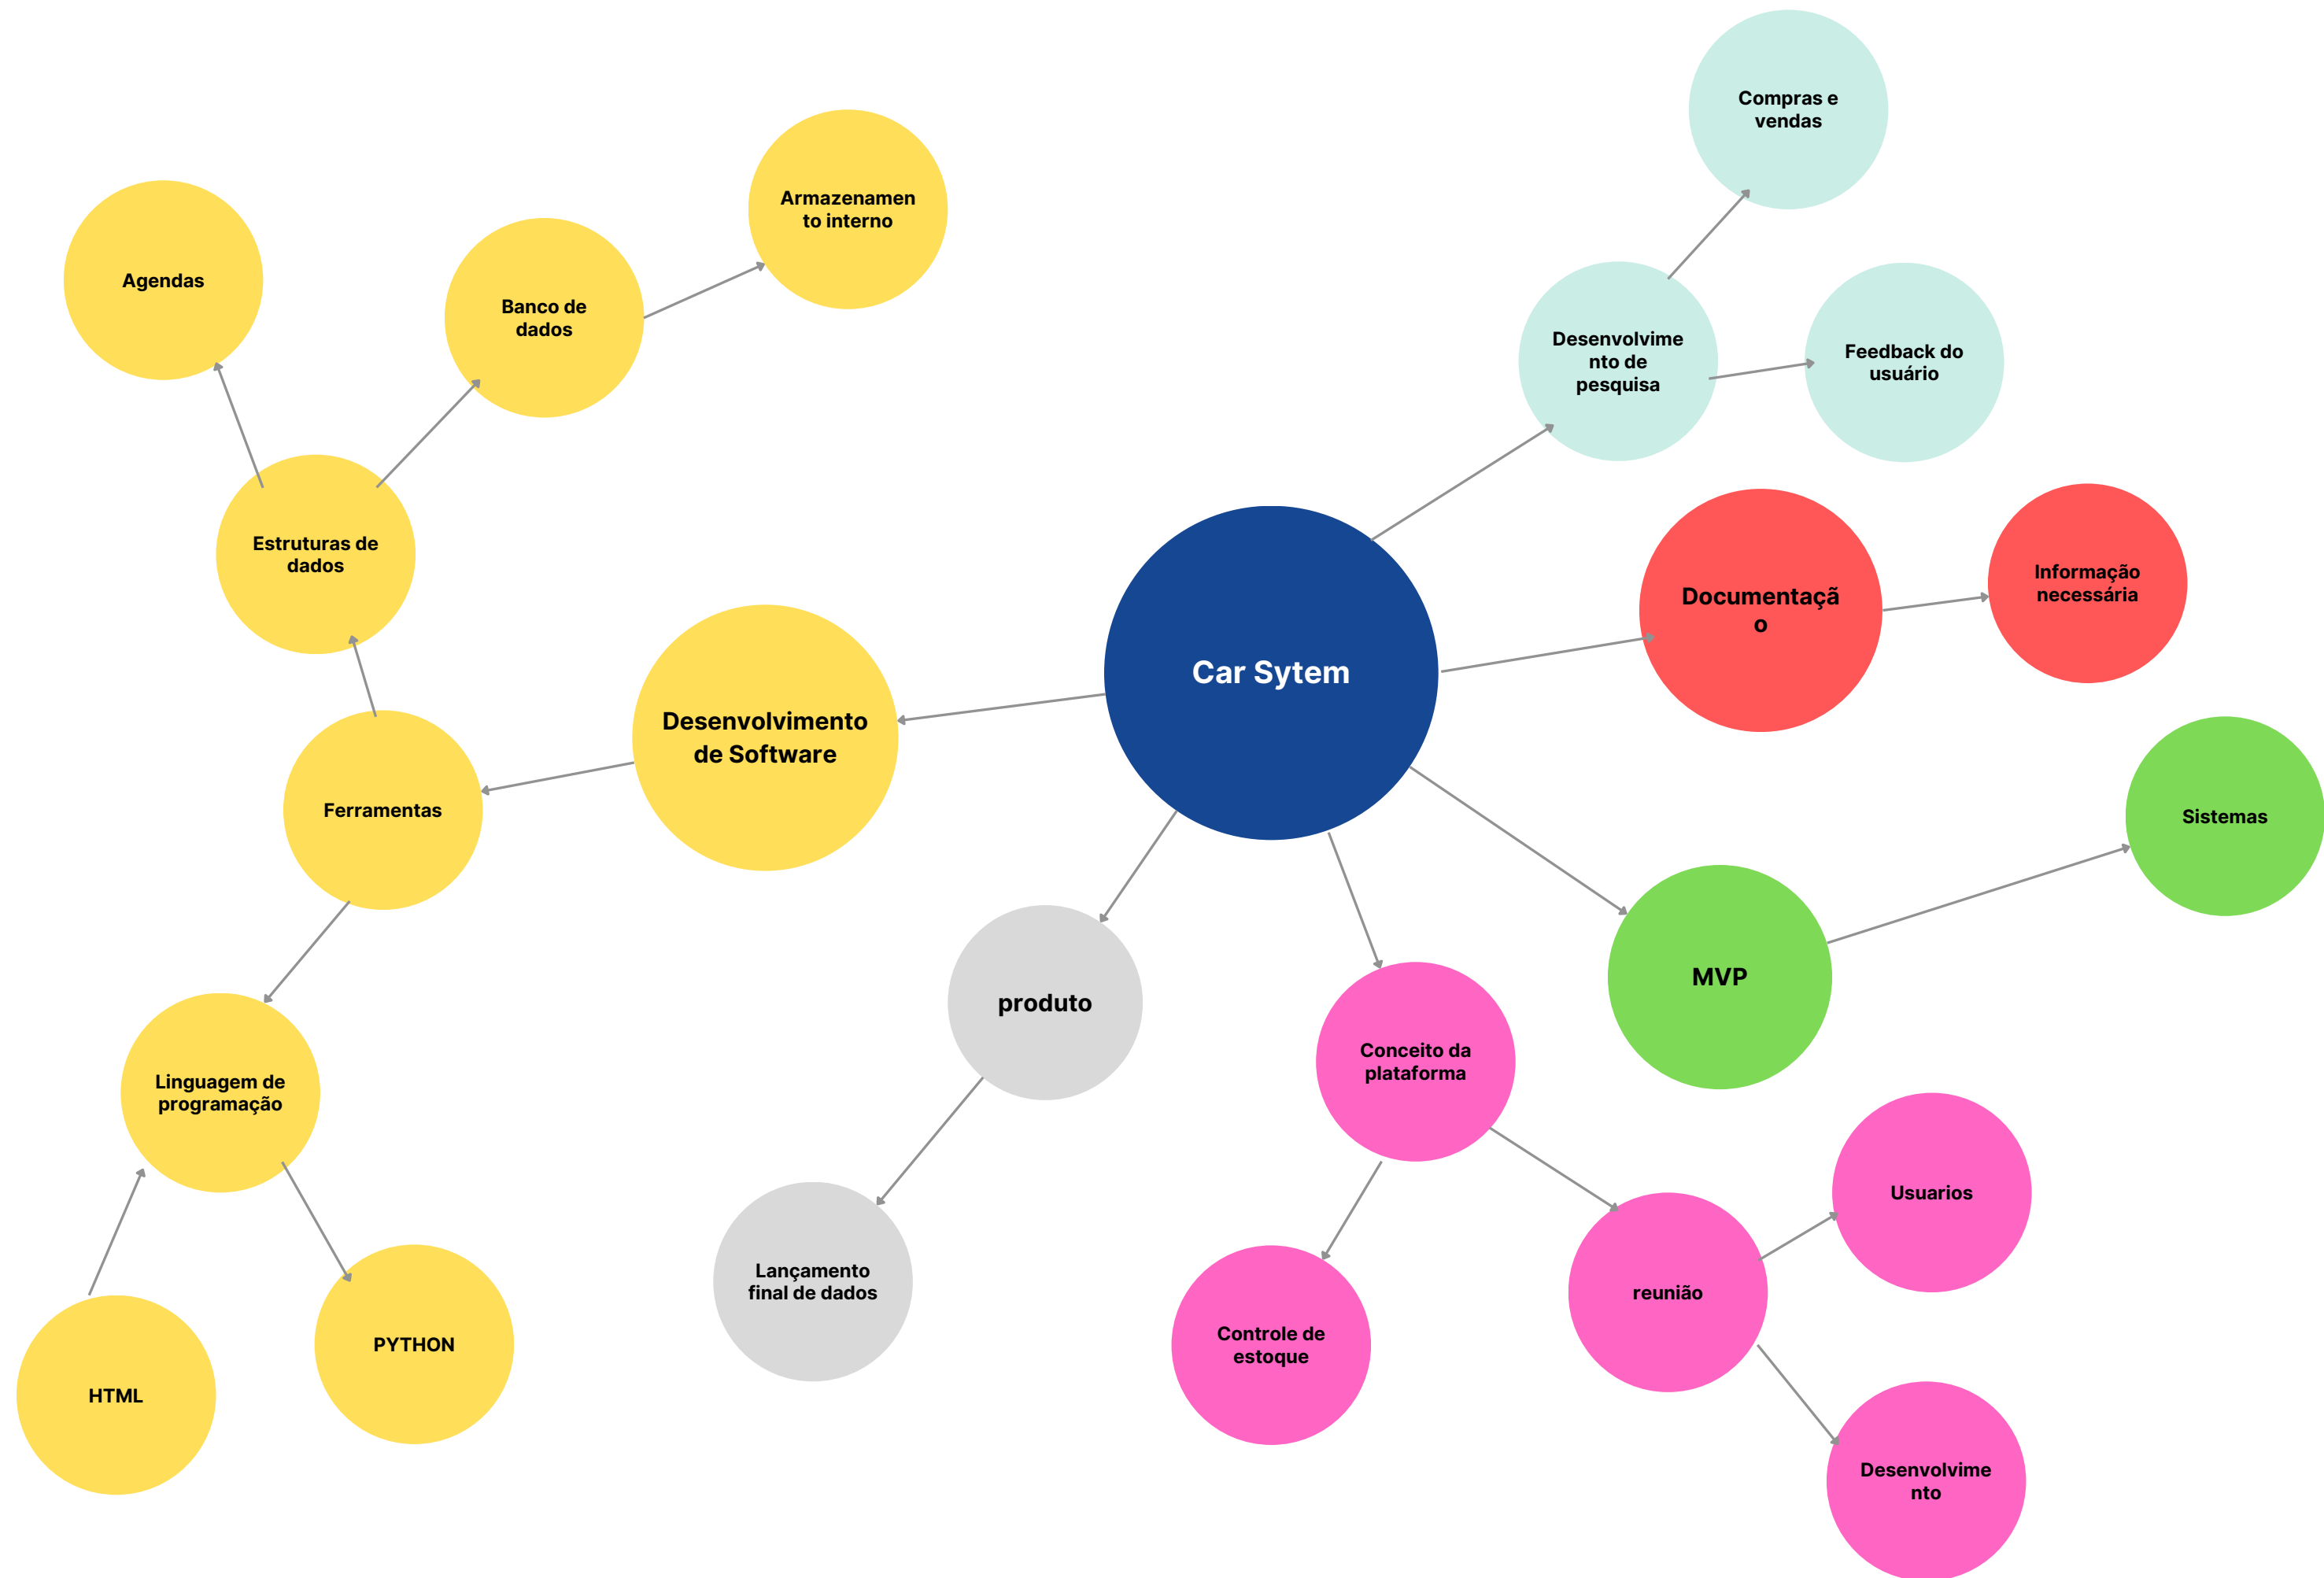 Compras e
vendas
Armazenamen
to interno
Agendas
Banco de
dados
Desenvolvime
nto de
pesquisa
Feedback do
usuário
Estruturas de
dados
Documentaçã
o
Informação
necessária
Car Sytem
Desenvolvimento
de Software
Ferramentas
Sistemas
MVP
produto
Conceito da
plataforma
Linguagem de
programação
Usuarios
Lançamento
final de dados
reunião
Controle de
estoque
PYTHON
HTML
Desenvolvime
nto